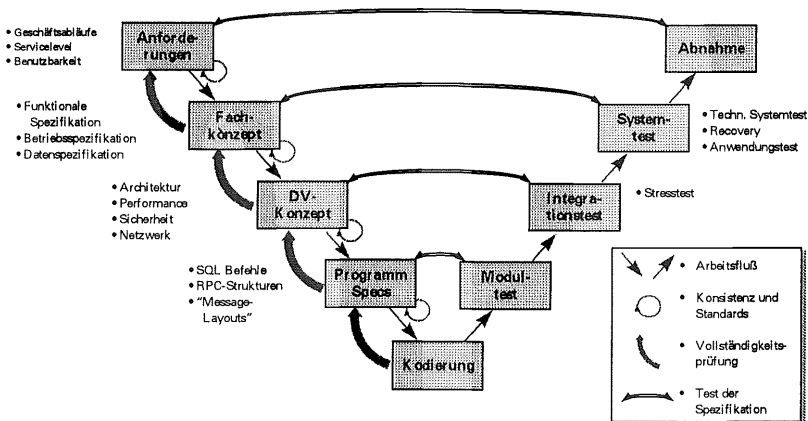 • Geschäftsabläufe
• Servicelevel
• Benutzbarkeit
Anforde-
rungen
Abnahme
• Funktionale
Spezifikation
• Betriebsspezifikation
• Datenspezifikation
Fach-
konzept
System-
test
• Techn. Systemtest
• Recovery
• Anwendungstest
• Architektur
• Performance
• Sicherheit
• Netzwerk
DV-
Konzept
Integra-
tionstest
• Stresstest
• SQL Befehle
• RPC-Strukturen
• "Message-
Layouts"
Programm
Specs
Modul-
test
Kodierung
• Arbeitsfluß
• Konsistenz und
Standards
• Vollständigkeits-
prüfung
• Test der
Spezifikation